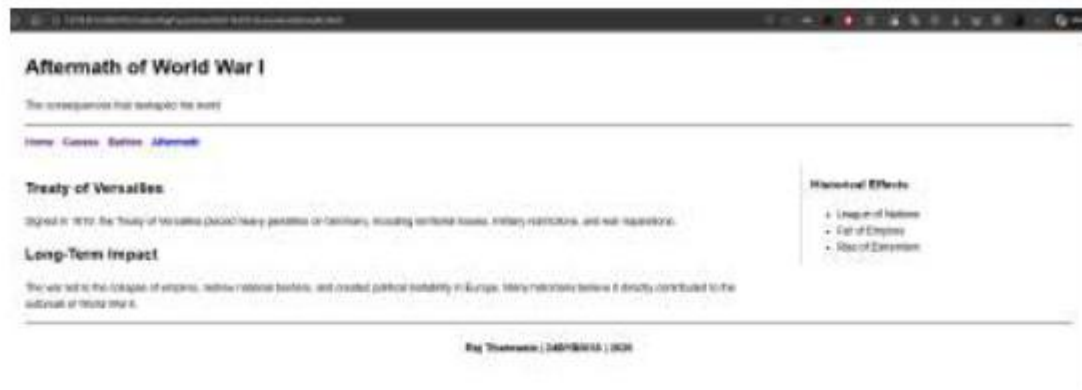 Aftermath of World War I
The consequences that reshaped the world
Home Causes Battles Aftermath
Treaty of Versailles
Signed in 1919, the Treaty of Versailles placed heavy penalties on Germany, including territorial losses, military restrictions, and war reparations.
Long-Term Impact
The war led to the collapse of empires, redrew national borders, and created political instability in Europe. Many historians believe it directly contributed to the
outbreak of World War II.
Historical Effects
League of Nations
Fall of Empires
Rise of Extremism
Raj | 2026